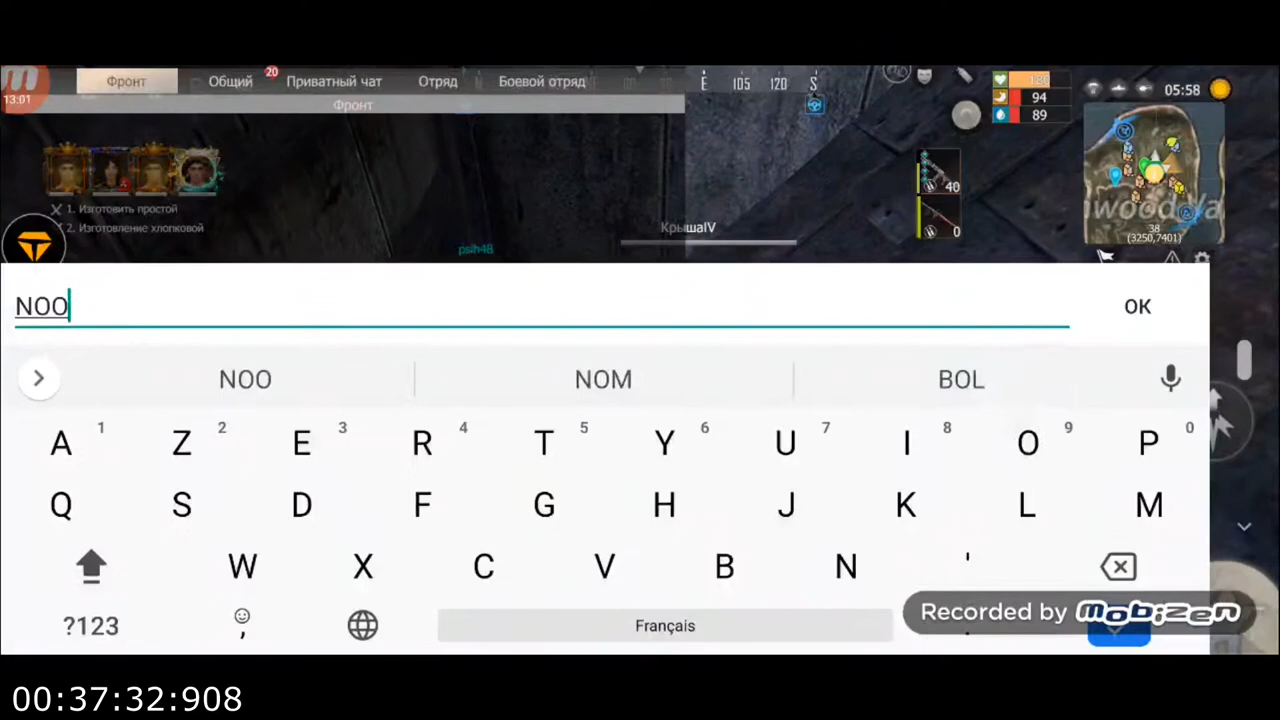 Фронт Общий 20 Приватный чат Отряд Боевой отряд
E 105 120 S
13:01
Фронт
94
89
05:58
40
0
1. Изготовить простой
2. Изготовление хлопковой
psih48
КрышаIV
38
(3250,7401)
NOO
OK
NOO NOM BOL
A 1 Z 2 E 3 R 4 T 5 Y 6 U 7 I 8 O 9 P 0
Q S D F G H J K L M
W X C V B N '
?123 , Français
Recorded by mobizen
00:37:32:908